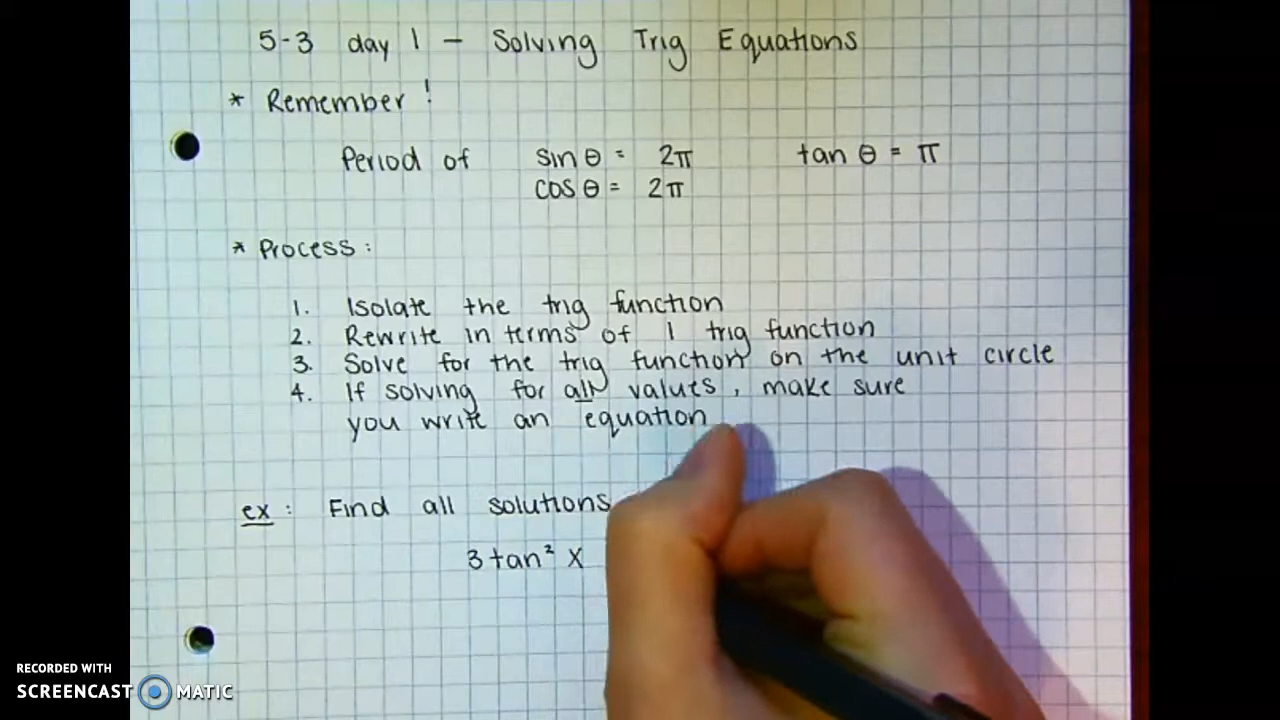 5-3 day 1 - Solving Trig Equations
* Remember!
Period of sin θ = 2π tan θ = π
cos θ = 2π
* Process:
1. Isolate the trig function
2. Rewrite in terms of 1 trig function
3. Solve for the trig function on the unit circle
4. If solving for all values, make sure
you write an equation
ex: Find all solutions
3 tan² x
RECORDED WITH
SCREENCAST MATIC